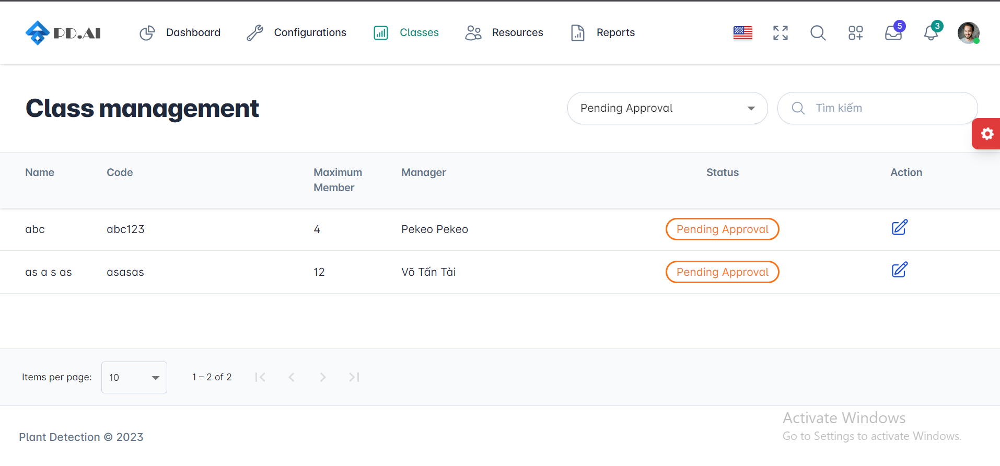 PD.AI
Dashboard
Configurations
Classes
Resources
Reports
5
3
Class management
Pending Approval
Tìm kiếm
Name Code Maximum Member Manager Status Action
abc abc123 4 Pekeo Pekeo Pending Approval
as a s as asasas 12 Võ Tấn Tài Pending Approval
Items per page: 10 1 – 2 of 2
Activate Windows
Go to Settings to activate Windows.
Plant Detection © 2023